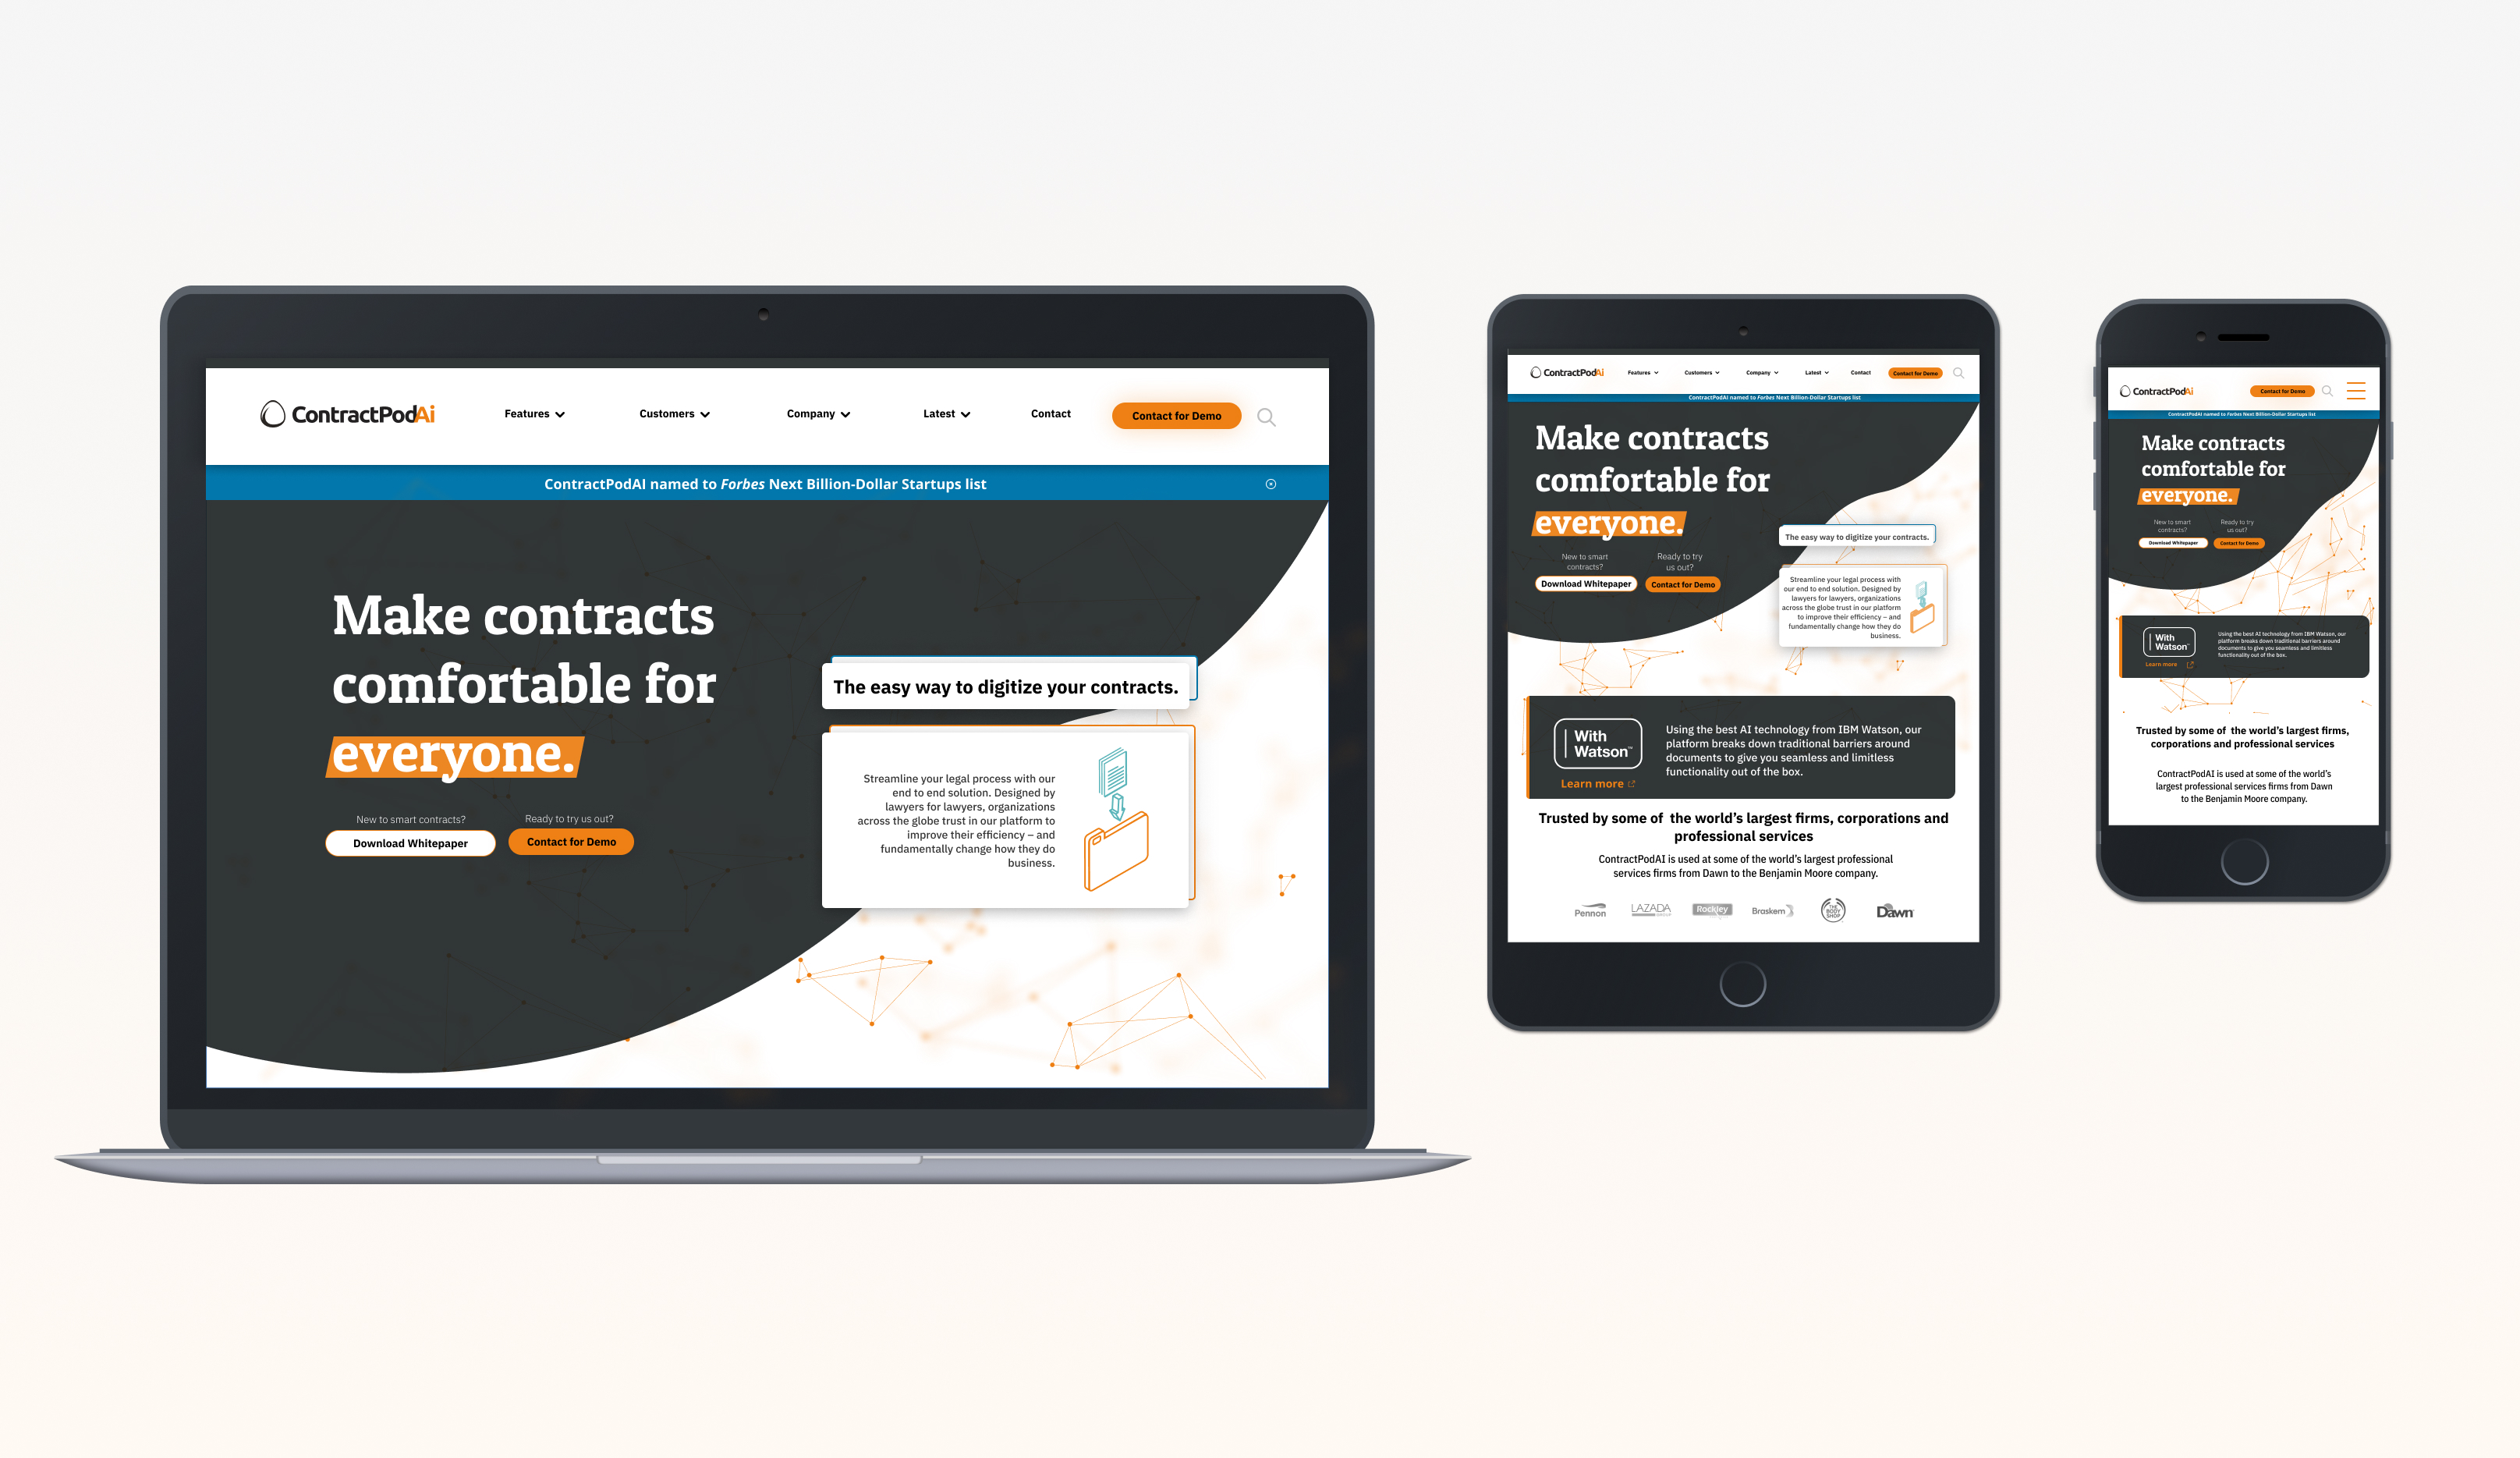 ContractPodAi
Features
Customers
Company
Latest
Contact
Contact for Demo
ContractPodAI named to Forbes Next Billion-Dollar Startups list
Make contracts
comfortable for
everyone.
New to smart contracts?
Download Whitepaper
Ready to try us out?
Contact for Demo
The easy way to digitize your contracts.
Streamline your legal process with our
end to end solution. Designed by
lawyers for lawyers, organizations
across the globe trust in our platform to
improve their efficiency – and
fundamentally change how they do
business.
ContractPodAi
Features
Customers
Company
Latest
Contact
Contact for Demo
ContractPodAI named to Forbes Next Billion-Dollar Startups list
Make contracts
comfortable for
everyone.
New to smart
contracts?
Download Whitepaper
Ready to try
us out?
Contact for Demo
The easy way to digitize your contracts.
Streamline your legal process with
our end to end solution. Designed by
lawyers for lawyers, organizations
across the globe trust in our platform
to improve their efficiency – and
fundamentally change how they do
business.
With
Watson™
Learn more
Using the best AI technology from IBM Watson, our
platform breaks down traditional barriers around
documents to give you seamless and limitless
functionality out of the box.
Trusted by some of the world's largest firms, corporations and
professional services
ContractPodAI is used at some of the world's largest professional
services firms from Dawn to the Benjamin Moore company.
Pennon
LAZADA
GROUP
Rockley
Braskem
THE
BODY
SHOP
Dawn
ContractPodAi
Contact for Demo
ContractPodAI named to Forbes Next Billion-Dollar Startups list
Make contracts
comfortable for
everyone.
New to smart
contracts?
Download Whitepaper
Ready to try
us out?
Contact for Demo
With
Watson™
Learn more
Using the best AI technology from IBM Watson, our
platform breaks down traditional barriers around
documents to give you seamless and limitless
functionality out of the box.
Trusted by some of the world's largest firms,
corporations and professional services
ContractPodAI is used at some of the world's
largest professional services firms from Dawn
to the Benjamin Moore company.